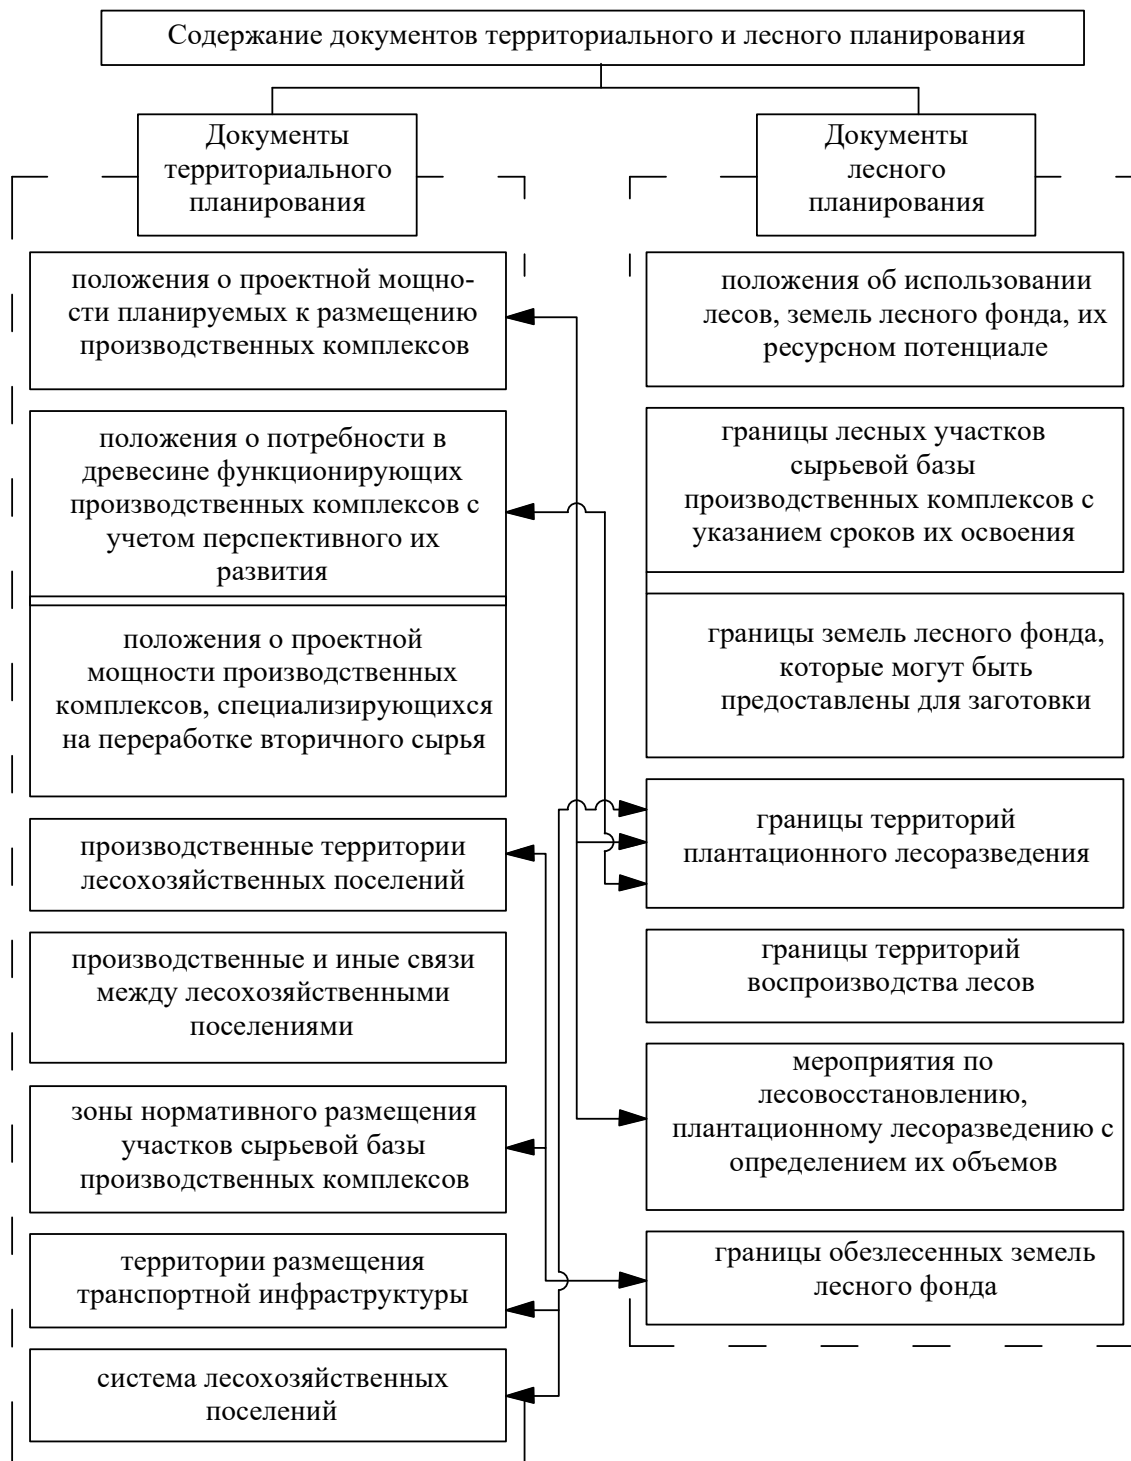 Содержание документов территориального и лесного планирования
Документы
территориального
планирования
положения о проектной мощно-
сти планируемых к размещению
производственных комплексов
положения о потребности в
древесине функционирующих
производственных комплексов с
учетом перспективного их
развития
положения о проектной
мощности производственных
комплексов, специализирующихся
на переработке вторичного сырья
производственные территории
лесохозяйственных поселений
производственные и иные связи
между лесохозяйственными
поселениями
зоны нормативного размещения
участков сырьевой базы
производственных комплексов
территории размещения
транспортной инфраструктуры
система лесохозяйственных
поселений
Документы
лесного
планирования
положения об использовании
лесов, земель лесного фонда, их
ресурсном потенциале
границы лесных участков
сырьевой базы
производственных комплексов с
указанием сроков их освоения
границы земель лесного фонда,
которые могут быть
предоставлены для заготовки
границы территорий
плантационного лесоразведения
границы территорий
воспроизводства лесов
мероприятия по
лесовосстановлению,
плантационному лесоразведению с
определением их объемов
границы обезлесенных земель
лесного фонда